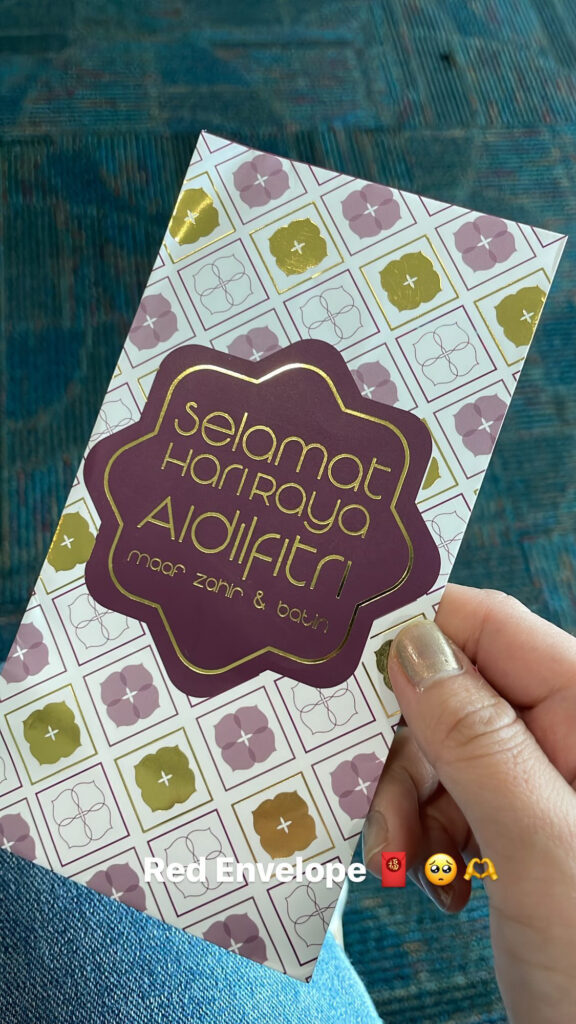 Selamat
Hari Raya
Aidilfitri
maaf zahir & batin
Red Envelope 🧧 🥺 🫶